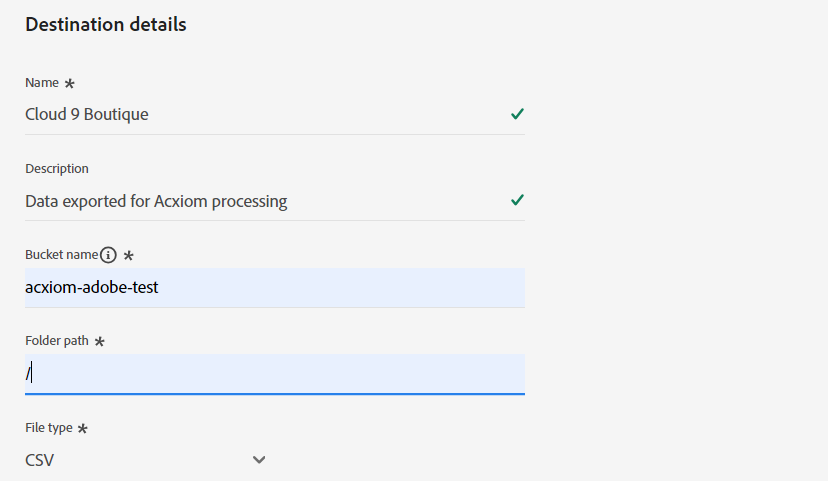 Destination details
Name *
Cloud 9 Boutique
Description
Data exported for Acxiom processing
Bucket name *
acxiom-adobe-test
Folder path *
/
File type *
CSV